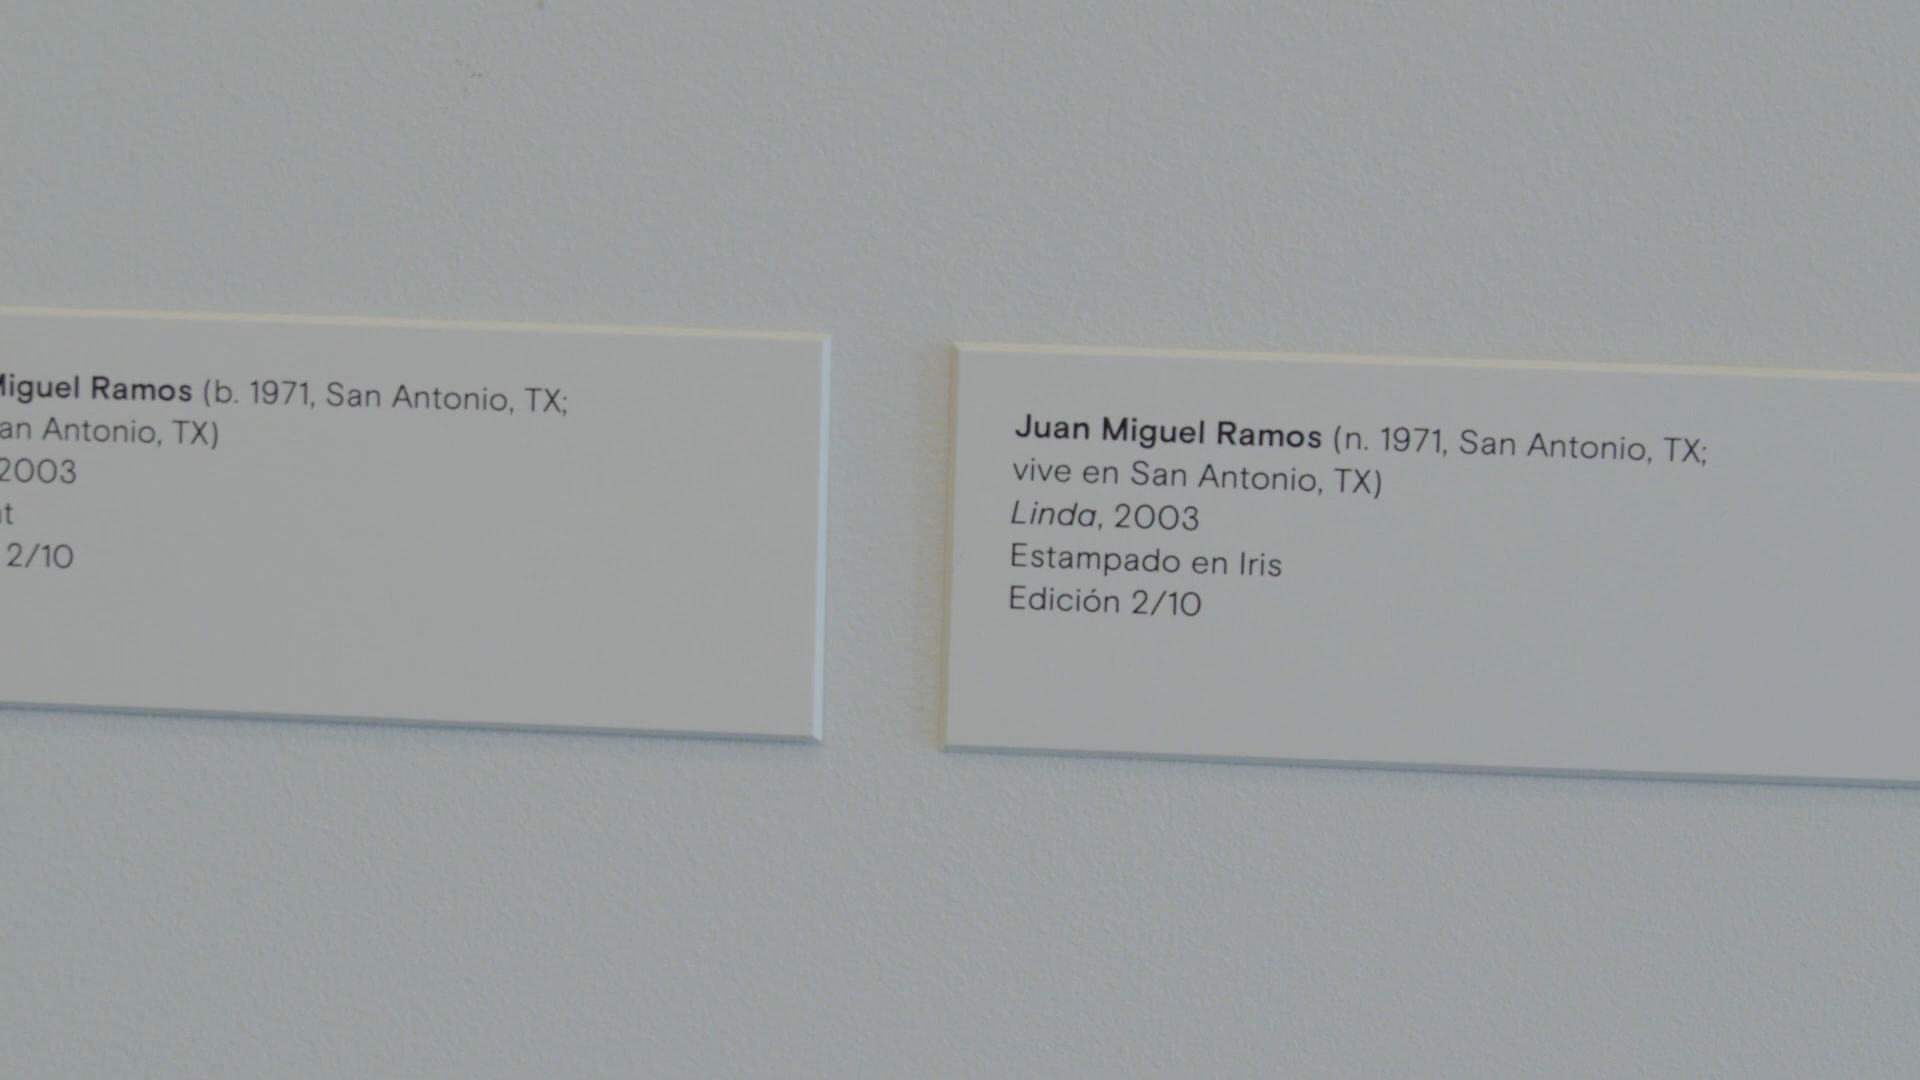 Miguel Ramos (b. 1971, San Antonio, TX;
an Antonio, TX)
2003
2/10
Juan Miguel Ramos (n. 1971, San Antonio, TX;
vive en San Antonio, TX)
Linda, 2003
Estampado en Iris
Edición 2/10